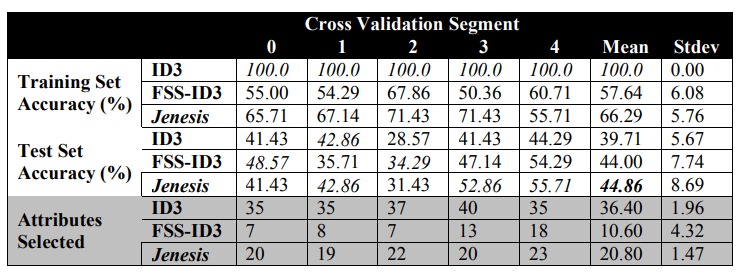 Cross Validation Segment
0 1 2 3 4 Mean Stdev
Training Set Accuracy (%)
ID3 100.0 100.0 100.0 100.0 100.0 100.0 0.00
FSS-ID3 55.00 54.29 67.86 50.36 60.71 57.64 6.08
Jenesis 65.71 67.14 71.43 71.43 55.71 66.29 5.76
Test Set Accuracy (%)
ID3 41.43 42.86 28.57 41.43 44.29 39.71 5.67
FSS-ID3 48.57 35.71 34.29 47.14 54.29 44.00 7.74
Jenesis 41.43 42.86 31.43 52.86 55.71 44.86 8.69
Attributes Selected
ID3 35 35 37 40 35 36.40 1.96
FSS-ID3 7 8 7 13 18 10.60 4.32
Jenesis 20 19 22 20 23 20.80 1.47